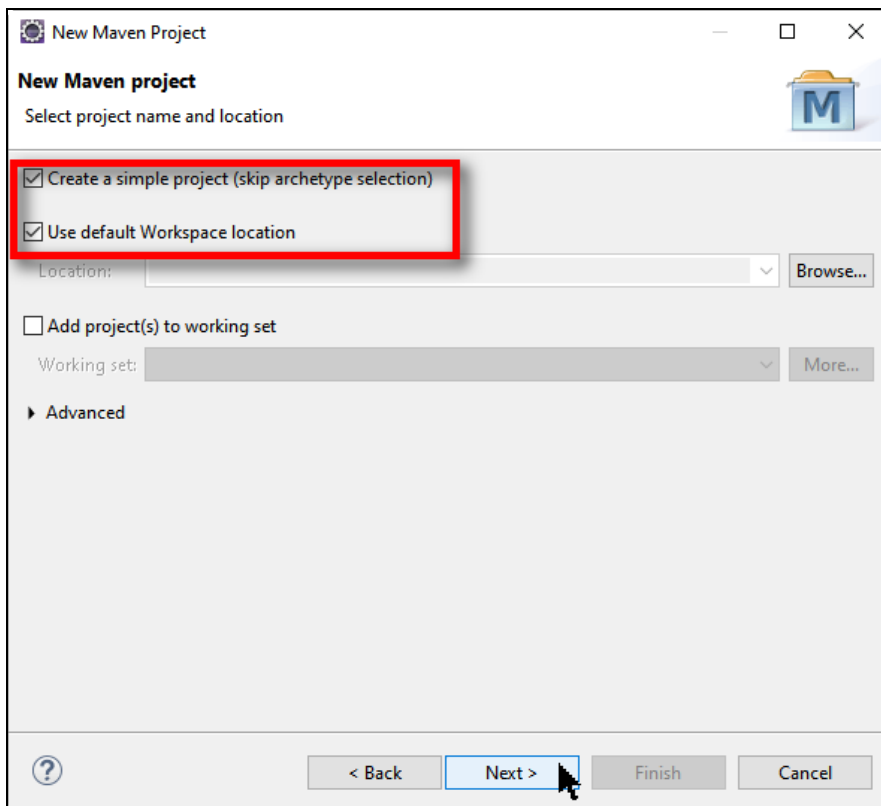 New Maven Project
New Maven project
Select project name and location
M
Create a simple project (skip archetype selection)
Use default Workspace location
Location:
Browse...
Add project(s) to working set
Working set:
More...
Advanced
?
< Back
Next >
Finish
Cancel